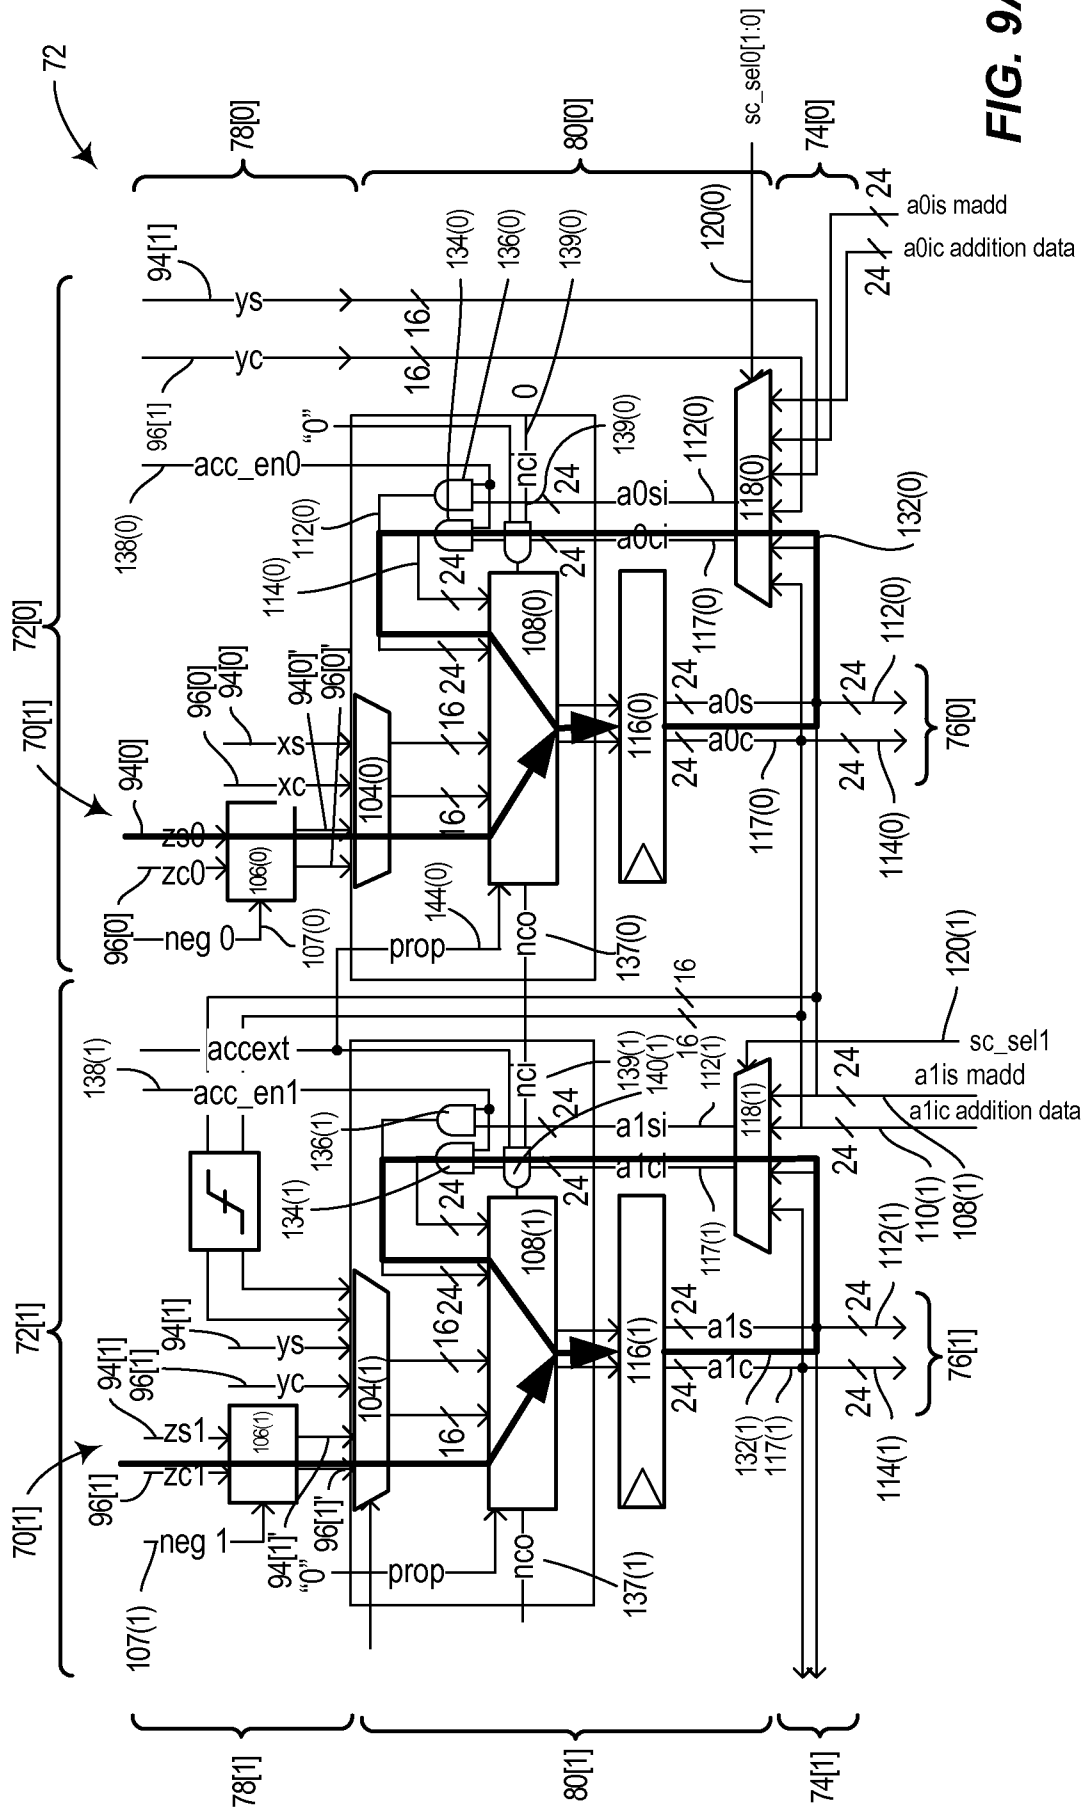 72
72[1]
72[0]
70[1]
70[1]
107(1)
96[1]
94[1]
96[1]
94[1]
138(1)
96[0]
94[0]
96[0]
94[0]
138(0)
96[1]
94[1]
zs1
zc1
ys
yc
acc_en1
accext
zs0
zc0
xs
xc
acc_en0
yc
ys
neg 1
neg 0
106(1)
106(0)
107(0)
94[1]'
96[1]'
94[0]'
96[0]'
"0"
"0"
78[1]
78[0]
136(1)
134(1)
112(0)
114(0)
134(0)
136(0)
139(0)
104(1)
104(0)
prop
prop
144(0)
16
16
24
24
16
16
24
24
16
16
nci
nci
0
139(1)
140(1)
139(0)
24
24
24
24
nco
nco
137(1)
137(0)
108(1)
108(0)
80[1]
80[0]
116(1)
116(0)
a1si
a1ci
a0si
a0ci
112(1)
117(1)
112(0)
117(0)
16
16
118(1)
118(0)
120(0)
sc_sel0[1:0]
24
24
a1c
a1s
24
24
a0c
a0s
132(1)
117(1)
117(0)
132(0)
120(1)
sc_sel1
a1is madd
a1ic addition data
24
24
110(1)
108(1)
24
24
114(1)
112(1)
24
24
114(0)
112(0)
24
24
a0is madd
a0ic addition data
74[1]
74[0]
76[1]
76[0]
FIG. 9A